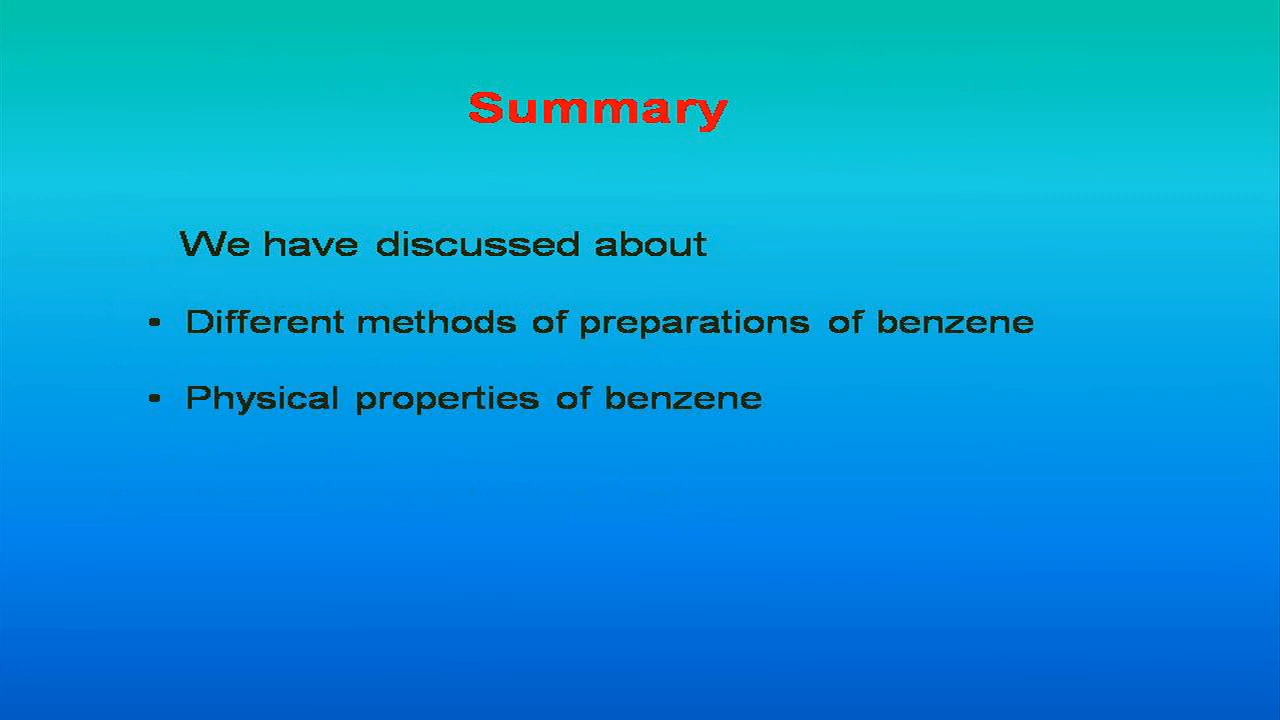 Summary
We have discussed about
• Different methods of preparations of benzene
• Physical properties of benzene